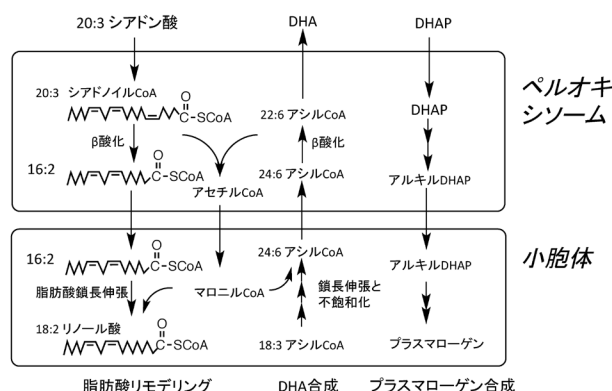 20:3 シアドン酸
DHA
DHAP
ペルオキ
シソーム
20:3 シアドノイルCoA
O
C-SCoA
22:6 アシルCoA
DHAP
β酸化
β酸化
16:2
O
C-SCoA
24:6 アシルCoA
アセチルCoA
アルキルDHAP
小胞体
16:2
O
C-SCoA
24:6 アシルCoA
アルキルDHAP
脂肪酸鎖長伸張
マロニルCoA
鎖長伸張と
不飽和化
18:2 リノール酸
O
C-SCoA
18:3 アシルCoA
プラスマローゲン
脂肪酸リモデリング
DHA合成
プラスマローゲン合成